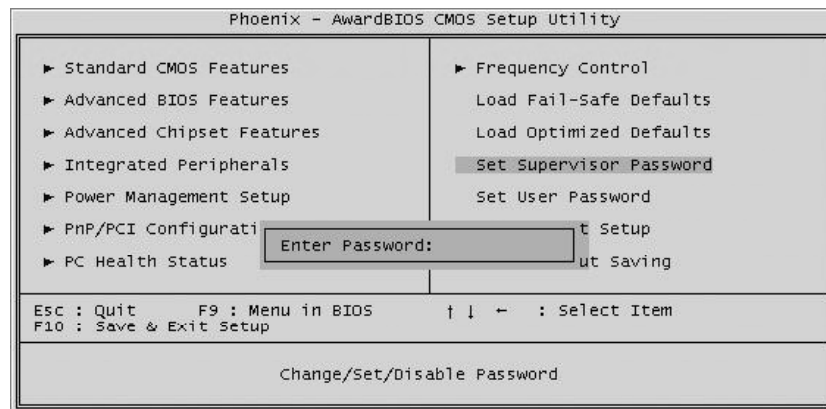 Phoenix - AwardBIOS CMOS Setup Utility
► Standard CMOS Features
► Advanced BIOS Features
► Advanced Chipset Features
► Integrated Peripherals
► Power Management Setup
► PnP/PCI Configurati
► PC Health Status
► Frequency Control
Load Fail-Safe Defaults
Load Optimized Defaults
Set Supervisor Password
Set User Password
t Setup
ut Saving
Enter Password:
Esc : Quit F9 : Menu in BIOS ↑ ↓ ← : Select Item
F10 : Save & Exit Setup
Change/Set/Disable Password